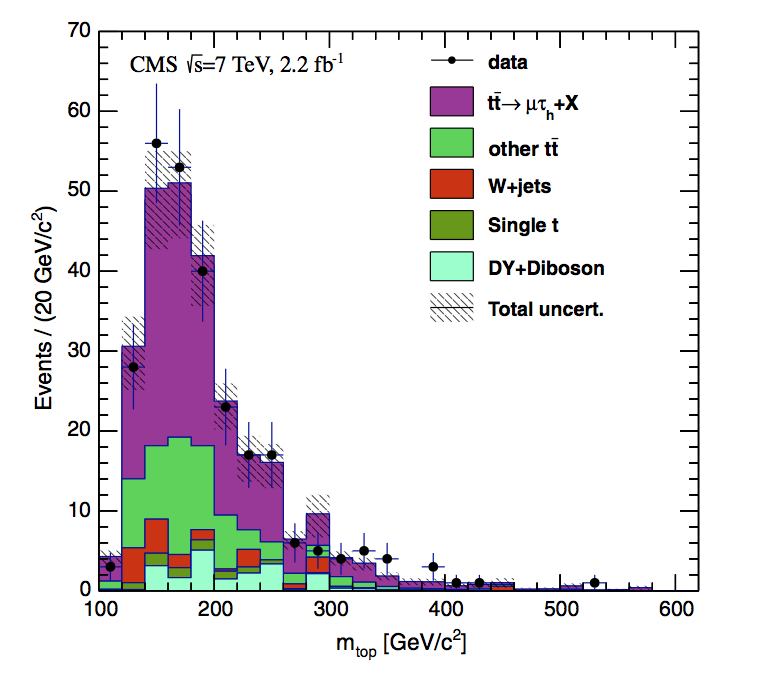 CMS √s=7 TeV, 2.2 fb⁻¹
data
tt̄→ μτₕ+X
other tt̄
W+jets
Single t
DY+Diboson
Total uncert.
Events / (20 GeV/c²)
70
60
50
40
30
20
10
0
100 200 300 400 500 600
m_top [GeV/c²]